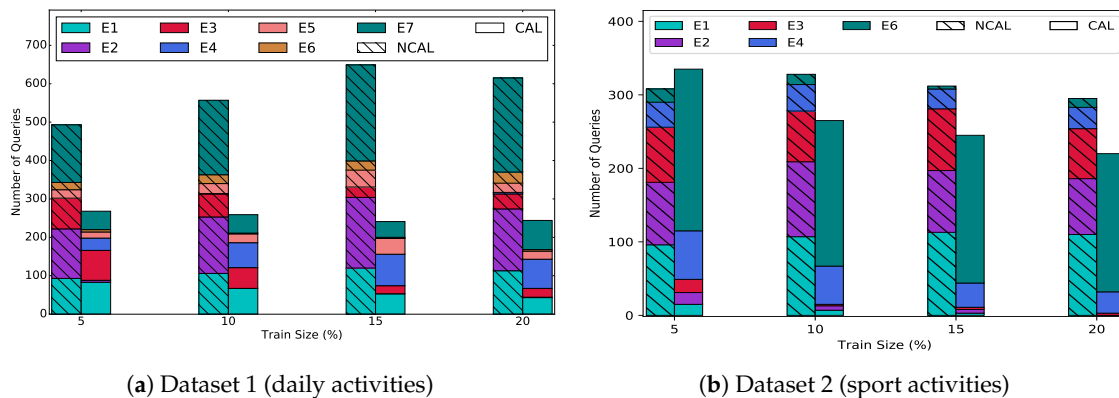 E1 E3 E5 E7 CAL
E2 E4 E6 NCAL
Number of Queries
700
600
500
400
300
200
100
0
5 10 15 20
Train Size (%)
(a) Dataset 1 (daily activities)
E1 E3 E6 NCAL CAL
E2 E4
Number of Queries
400
300
200
100
0
5 10 15 20
Train Size (%)
(b) Dataset 2 (sport activities)